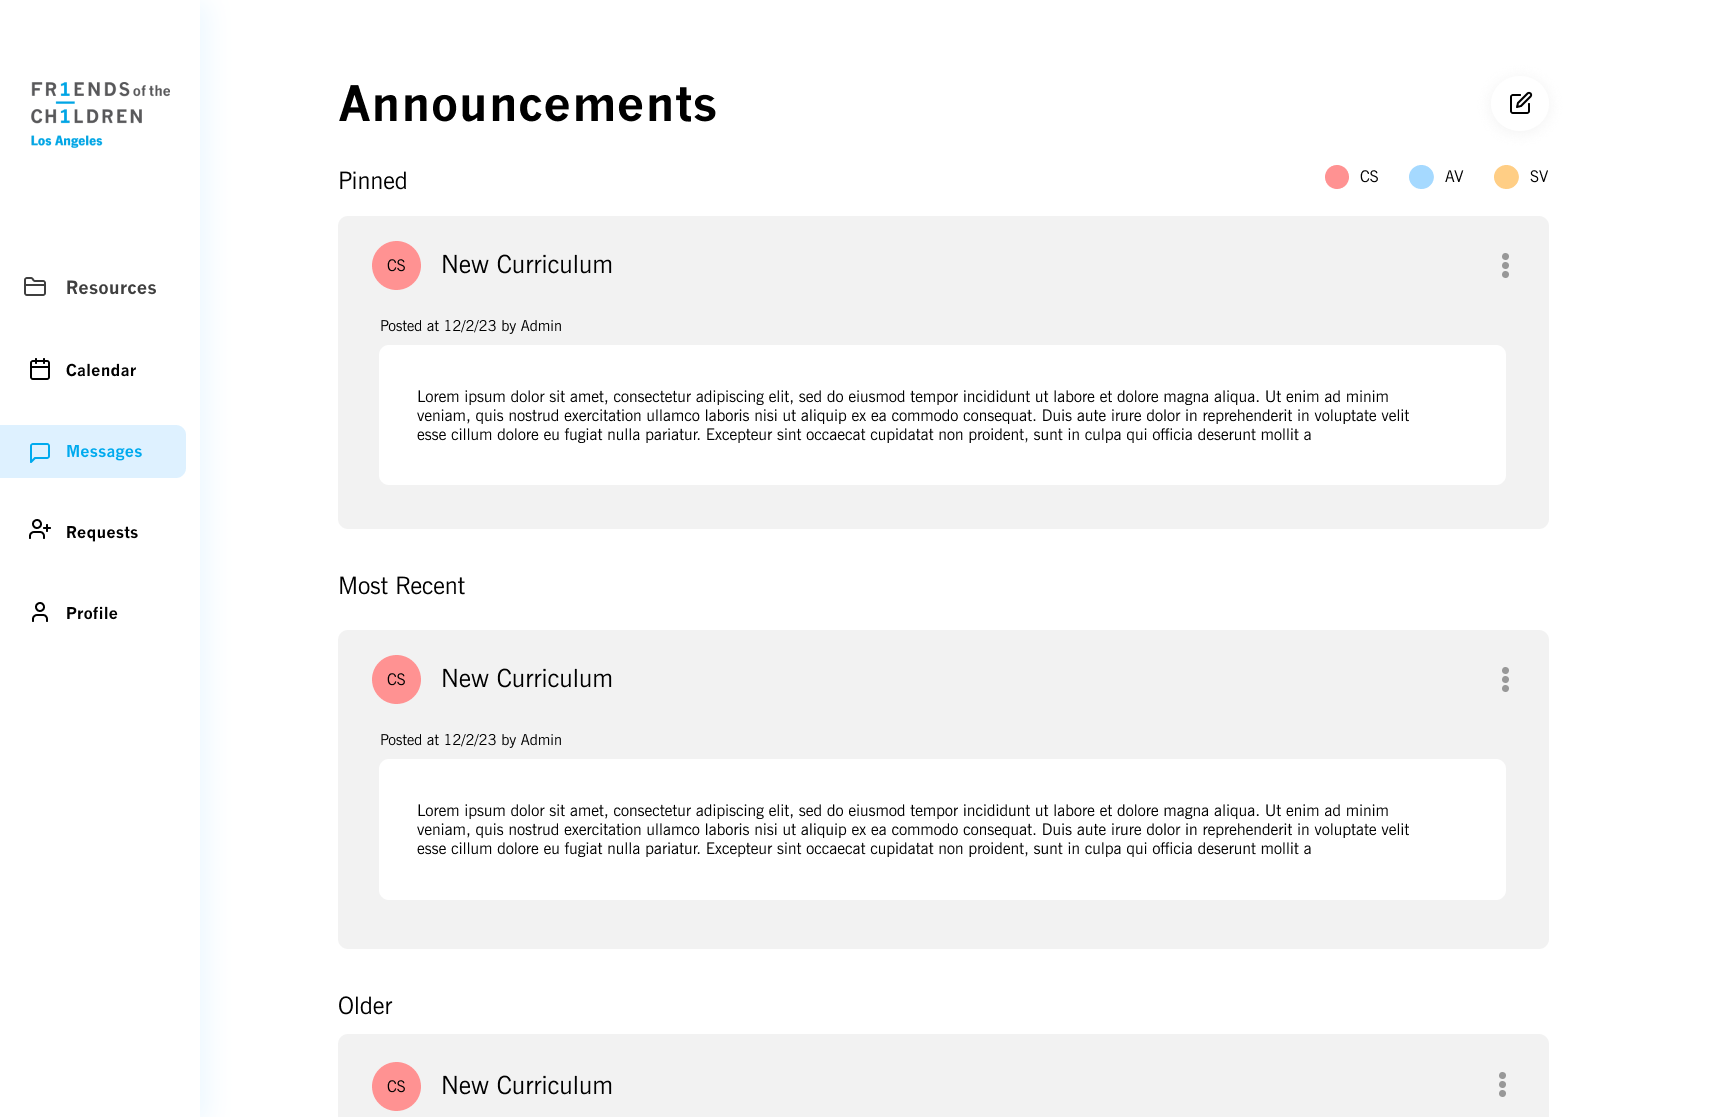 FR1ENDS of the
CH1LDREN
Los Angeles
Resources
Calendar
Messages
Requests
Profile
Announcements
Pinned
CS AV SV
CS New Curriculum
Posted at 12/2/23 by Admin
Lorem ipsum dolor sit amet, consectetur adipiscing elit, sed do eiusmod tempor incididunt ut labore et dolore magna aliqua. Ut enim ad minim
veniam, quis nostrud exercitation ullamco laboris nisi ut aliquip ex ea commodo consequat. Duis aute irure dolor in reprehenderit in voluptate velit
esse cillum dolore eu fugiat nulla pariatur. Excepteur sint occaecat cupidatat non proident, sunt in culpa qui officia deserunt mollit a
Most Recent
CS New Curriculum
Posted at 12/2/23 by Admin
Lorem ipsum dolor sit amet, consectetur adipiscing elit, sed do eiusmod tempor incididunt ut labore et dolore magna aliqua. Ut enim ad minim
veniam, quis nostrud exercitation ullamco laboris nisi ut aliquip ex ea commodo consequat. Duis aute irure dolor in reprehenderit in voluptate velit
esse cillum dolore eu fugiat nulla pariatur. Excepteur sint occaecat cupidatat non proident, sunt in culpa qui officia deserunt mollit a
Older
CS New Curriculum